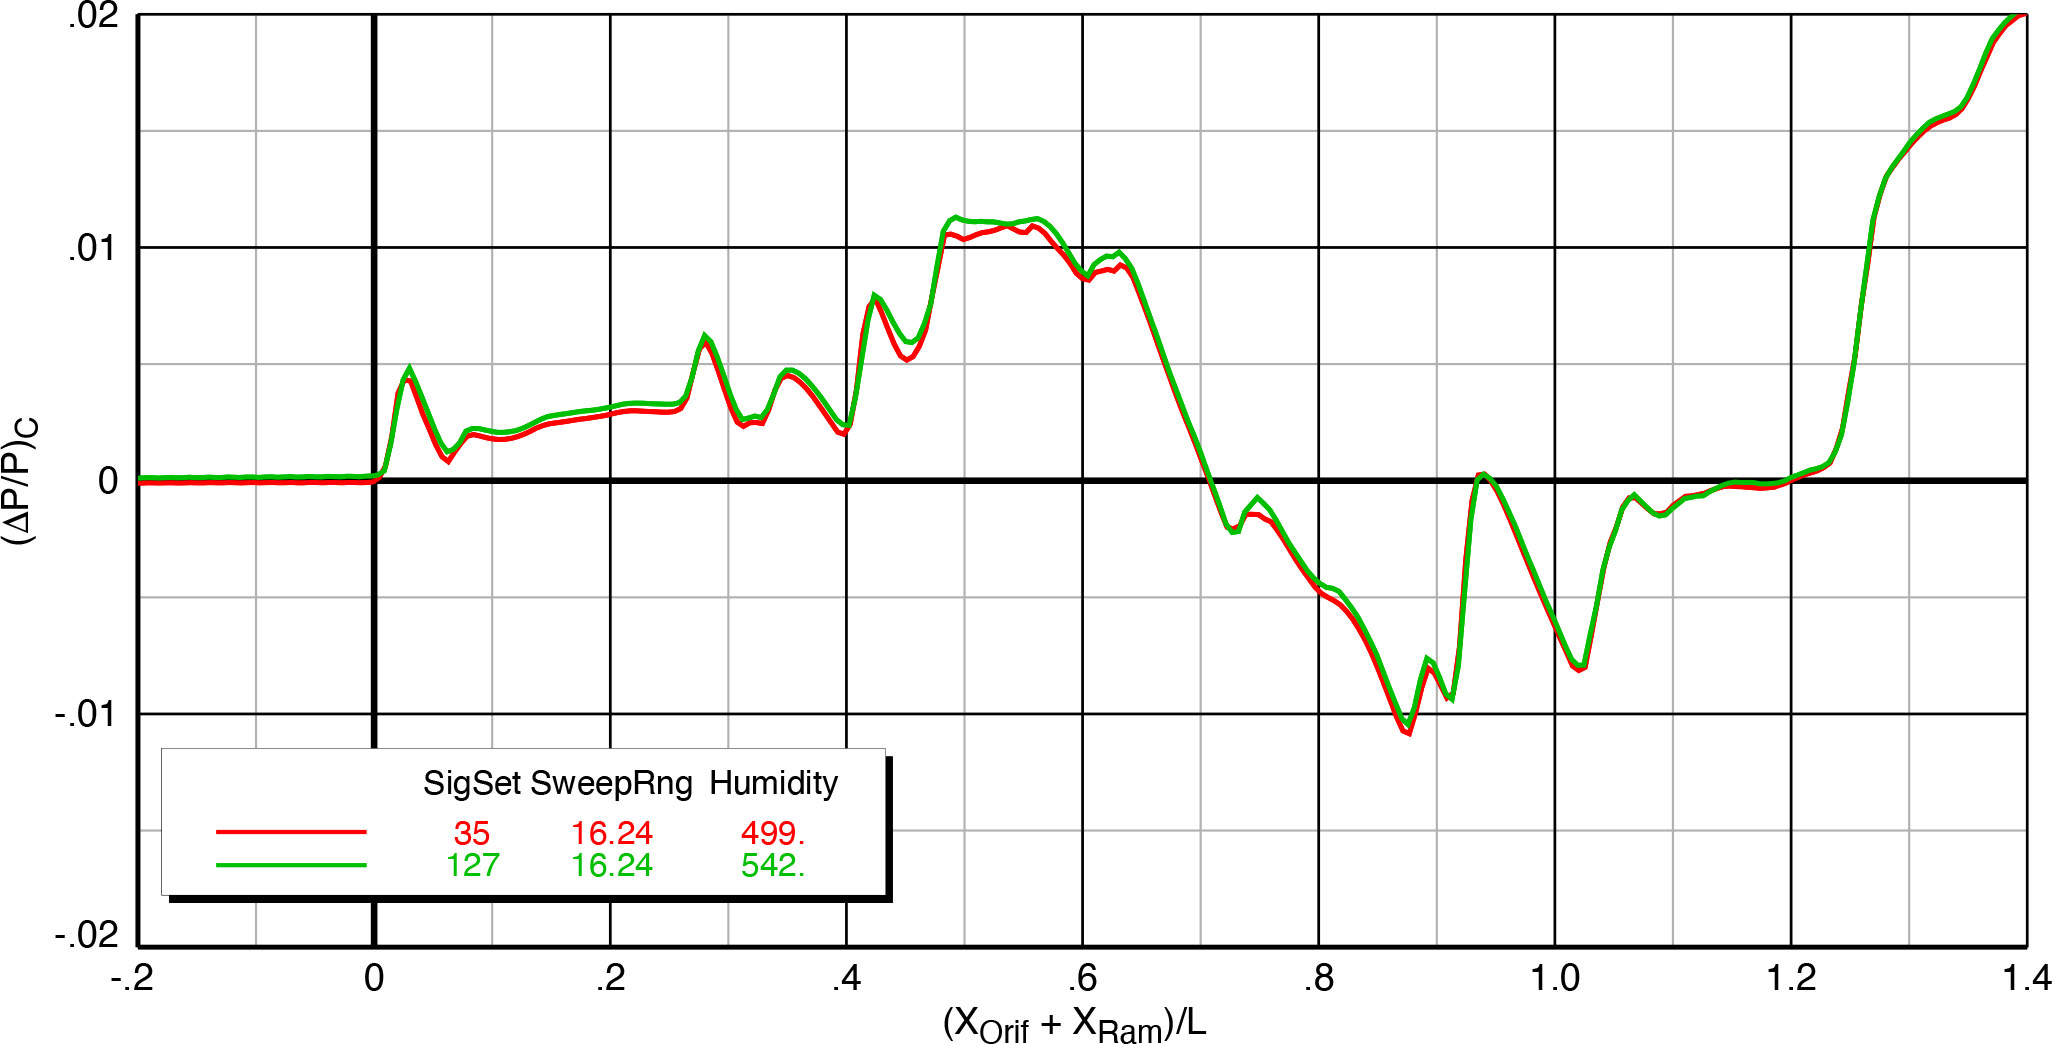 .02
.01
0
-.01
-.02
(ΔP/P)C
SigSet SweepRng Humidity
35 16.24 499.
127 16.24 542.
-.2 0 .2 .4 .6 .8 1.0 1.2 1.4
(XOrif + XRam)/L